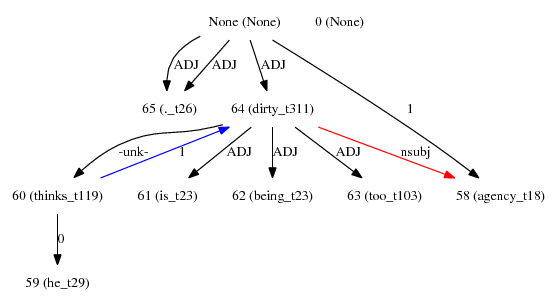 None (None) 0 (None)
ADJ ADJ ADJ
65 (._t26) 64 (dirty_t311) 1
-unk- 1 ADJ ADJ ADJ nsubj
60 (thinks_t119) 61 (is_t23) 62 (being_t23) 63 (too_t103) 58 (agency_t18)
0
59 (he_t29)